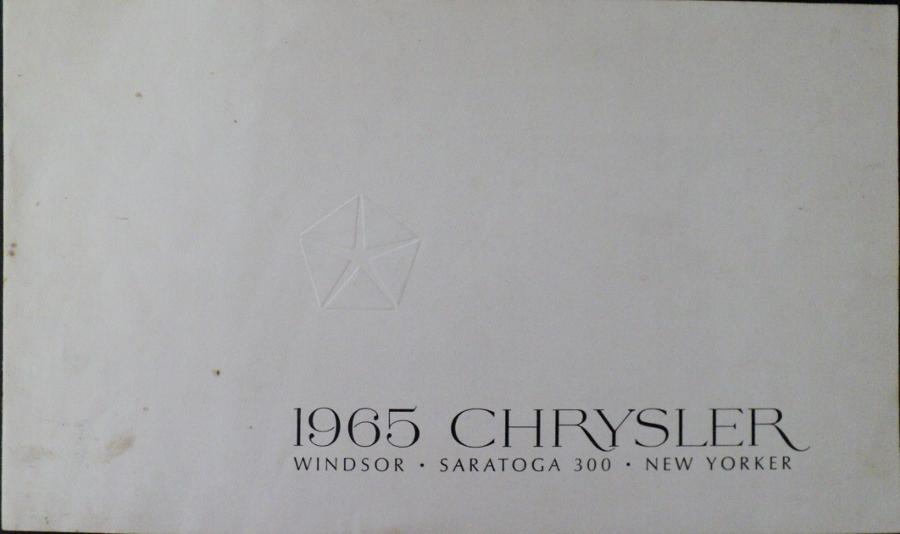 1965 CHRYSLER
WINDSOR • SARATOGA 300 • NEW YORKER